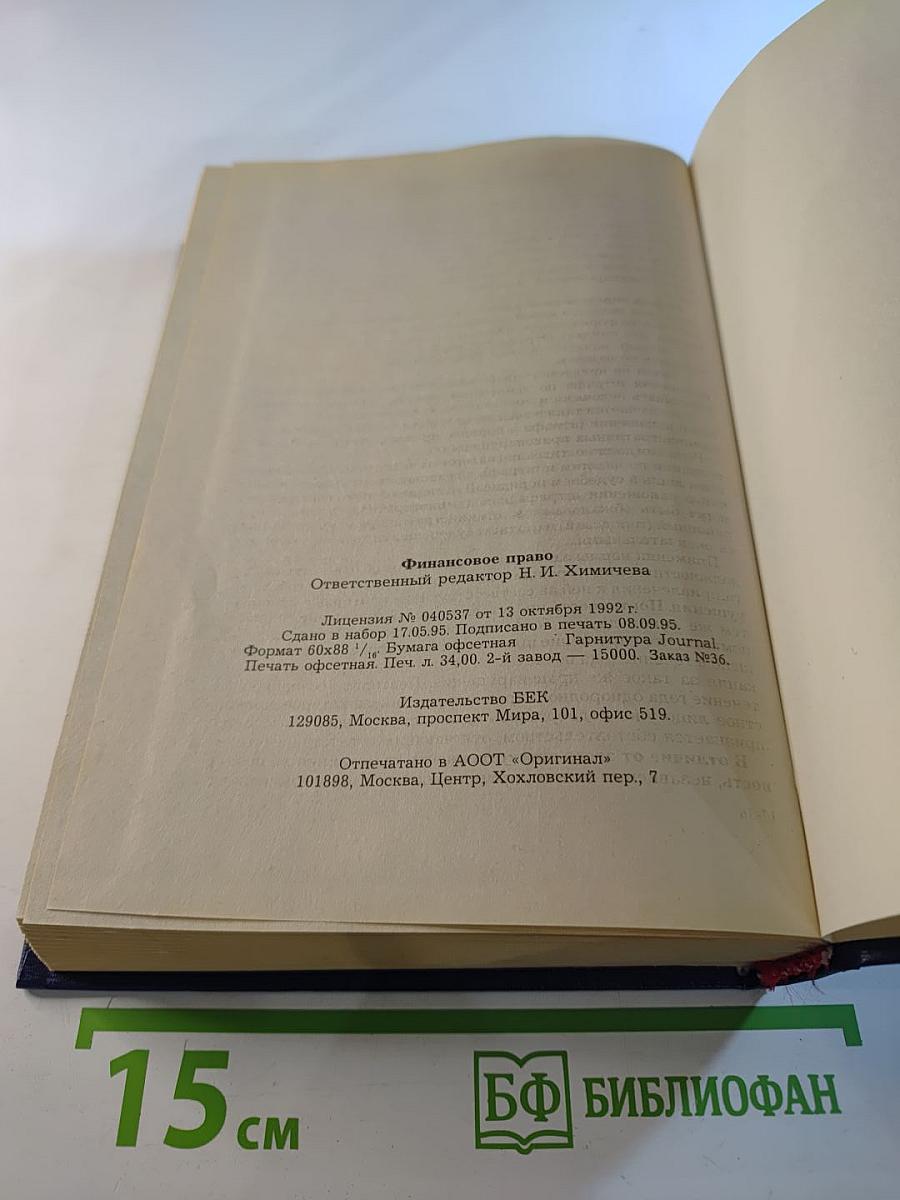 Финансовое право
Ответственный редактор Н. И. Химичева
Лицензия № 040537 от 13 октября 1992 г.
Сдано в набор 17.05.95. Подписано в печать 08.09.95.
Формат 60x88 1/16. Бумага офсетная Гарнитура Journal.
Печать офсетная. Печ. л. 34,00. 2-й завод — 15000. Заказ №36.
Издательство БЕК
129085, Москва, проспект Мира, 101, офис 519.
Отпечатано в АООТ «Оригинал»
101898, Москва, Центр, Хохловский пер., 7
15 см
БФ БИБЛИОФАН